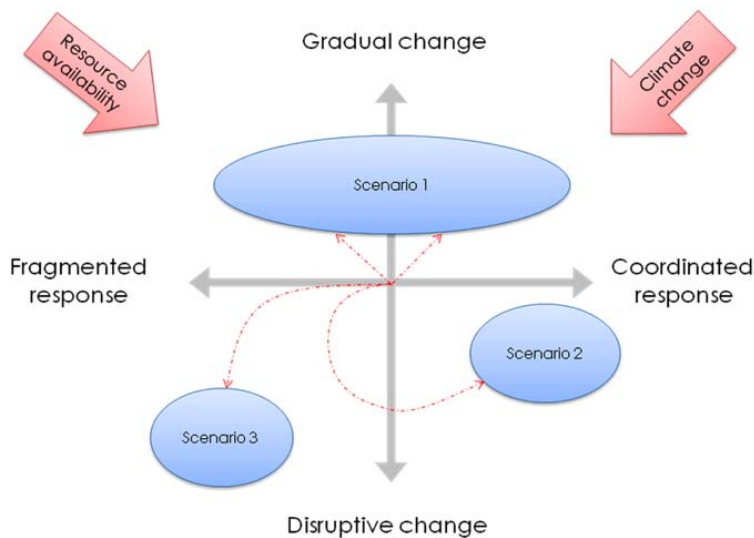 Gradual change
Resource
availability
Climate
change
Scenario 1
Fragmented
response
Coordinated
response
Scenario 2
Scenario 3
Disruptive change